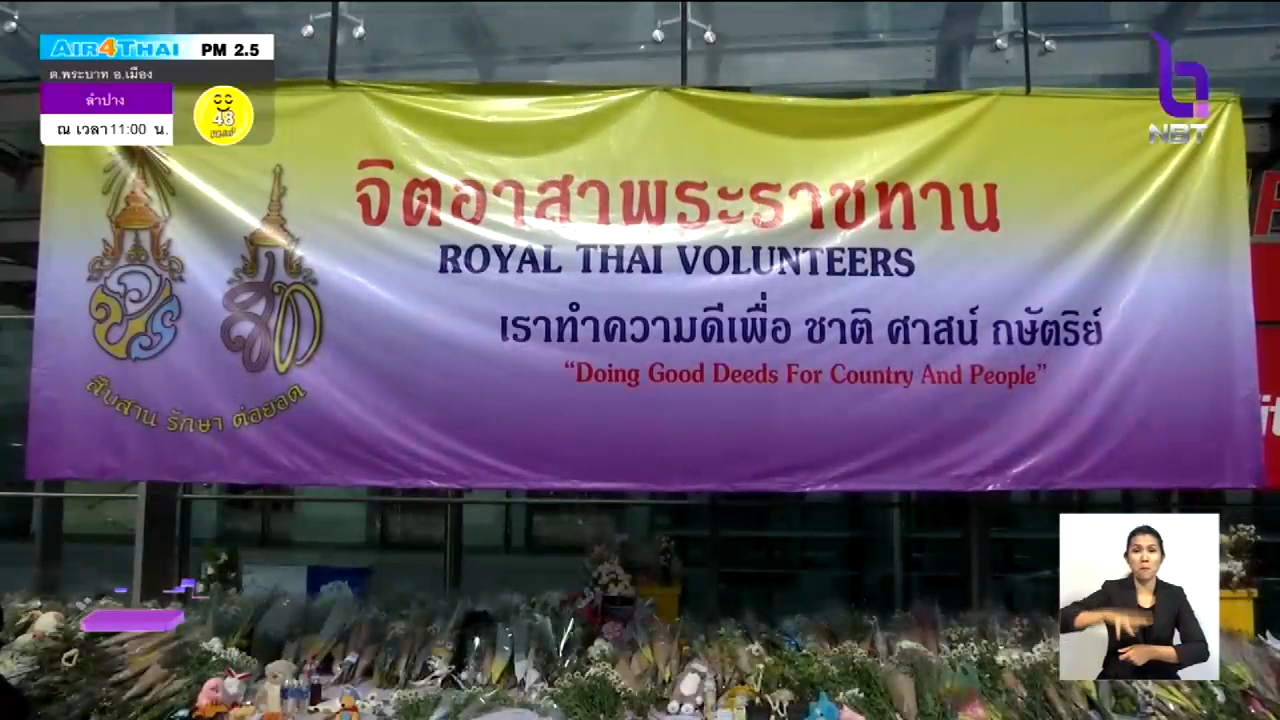 AIR4THAI PM 2.5
ต.พระบาท อ.เมือง
ลำปาง
48
ณ เวลา 11:00 น.
NBT
จิตอาสาพระราชทาน
ROYAL THAI VOLUNTEERS
เราทำความดีเพื่อ ชาติ ศาสน์ กษัตริย์
“Doing Good Deeds For Country And People”
สืบสาน รักษา ต่อยอด